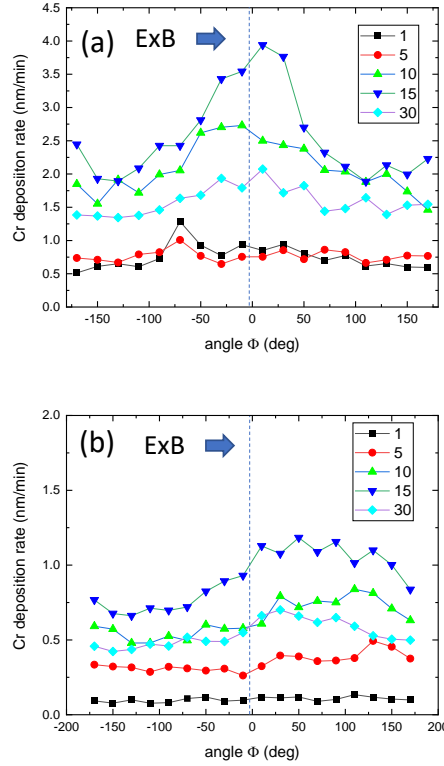 (a)
ExB
1
5
10
15
30
4.5
4.0
3.5
3.0
2.5
2.0
1.5
1.0
0.5
0.0
Cr deposiiton rate (nm/min)
-150 -100 -50 0 50 100 150
angle Φ (deg)
(b)
ExB
1
5
10
15
30
2.0
1.5
1.0
0.5
0.0
Cr deposition rate (nm/min)
-200 -150 -100 -50 0 50 100 150 200
angle Φ (deg)